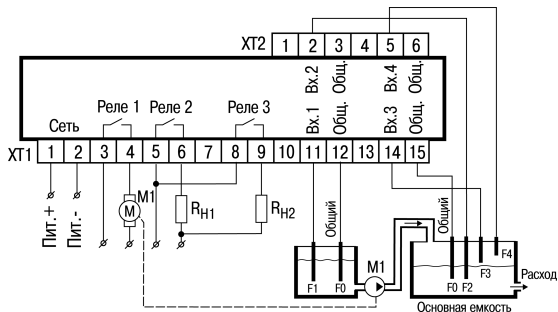 XT2 1 2 3 4 5 6
Вх.2 Общ. Вх.4 Общ.
Реле 1 Реле 2 Реле 3
Вх.1 Общ. Вх.3 Общ.
Сеть
XT1 1 2 3 4 5 6 7 8 9 10 11 12 13 14 15
Пит.+
Пит.-
M1
M
RH1
RH2
Общий
Общий
M1
F1 F0
F0 F2 F3 F4
Расход
Основная емкость